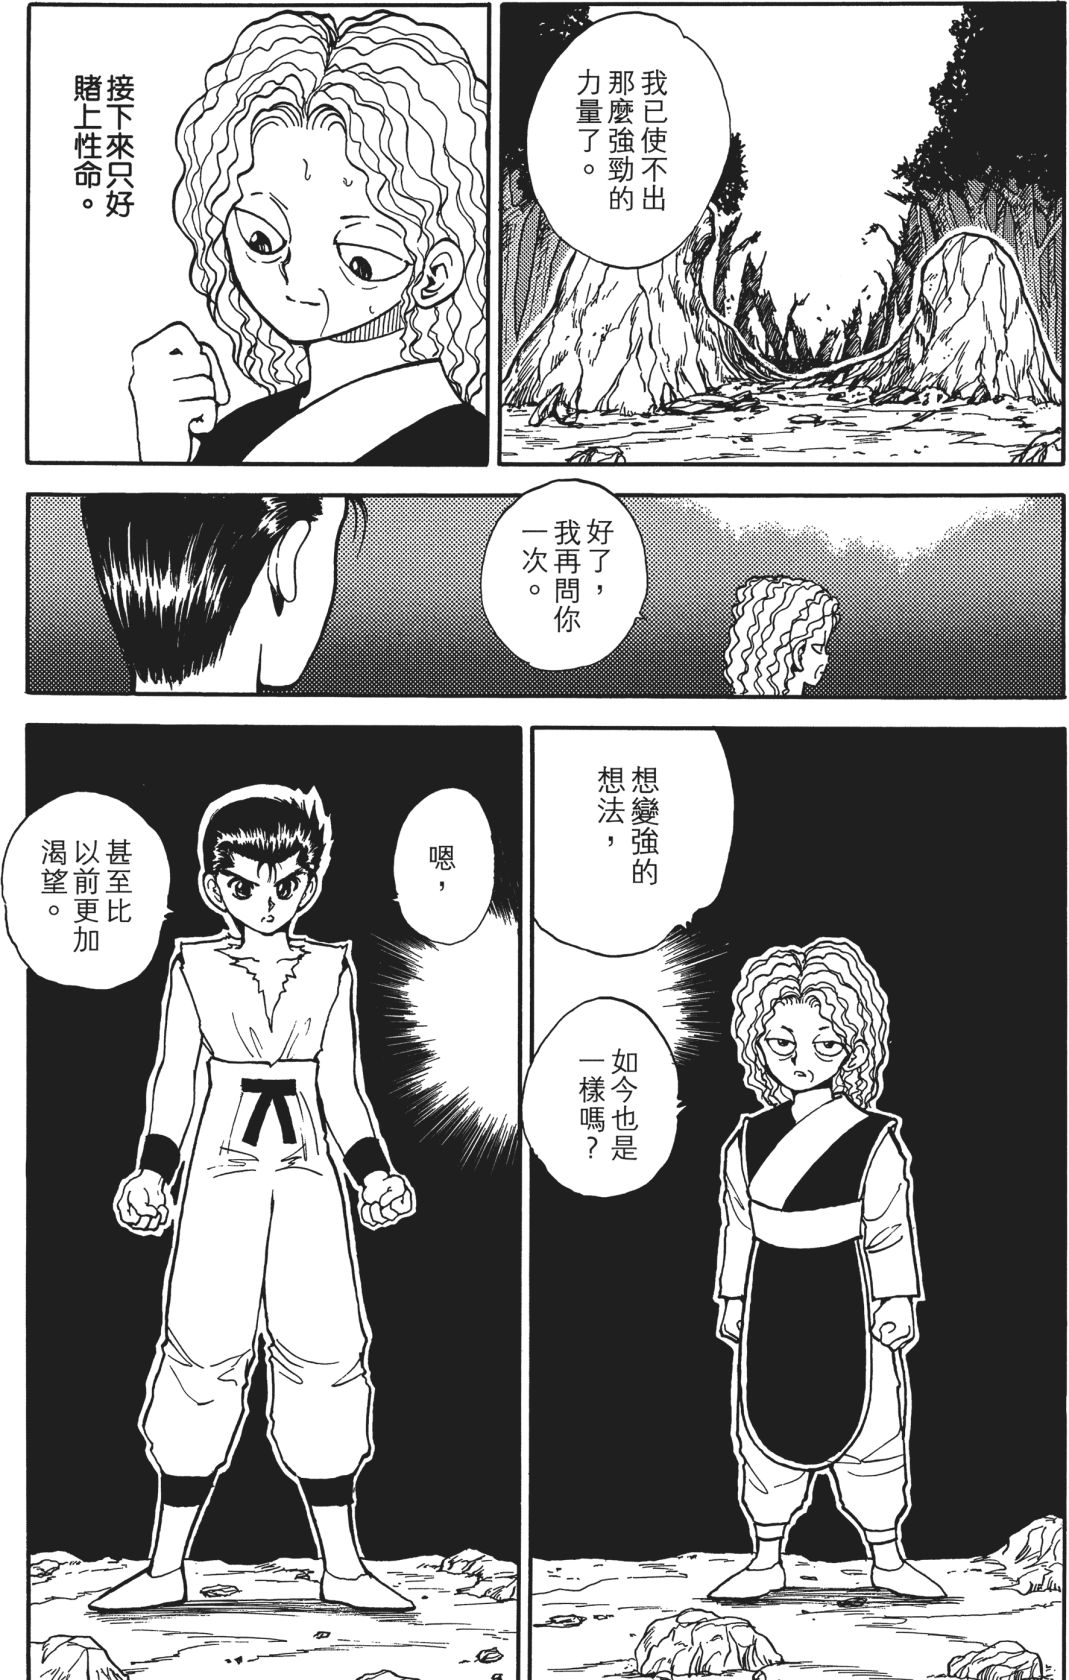 我已使不出
那麼強勁的
力量了。
接下來只好
賭上性命。
好了，
我再問你
一次。
想變強的
想法，
如今也是
一樣嗎？
嗯，
甚至比
以前更加
渴望。